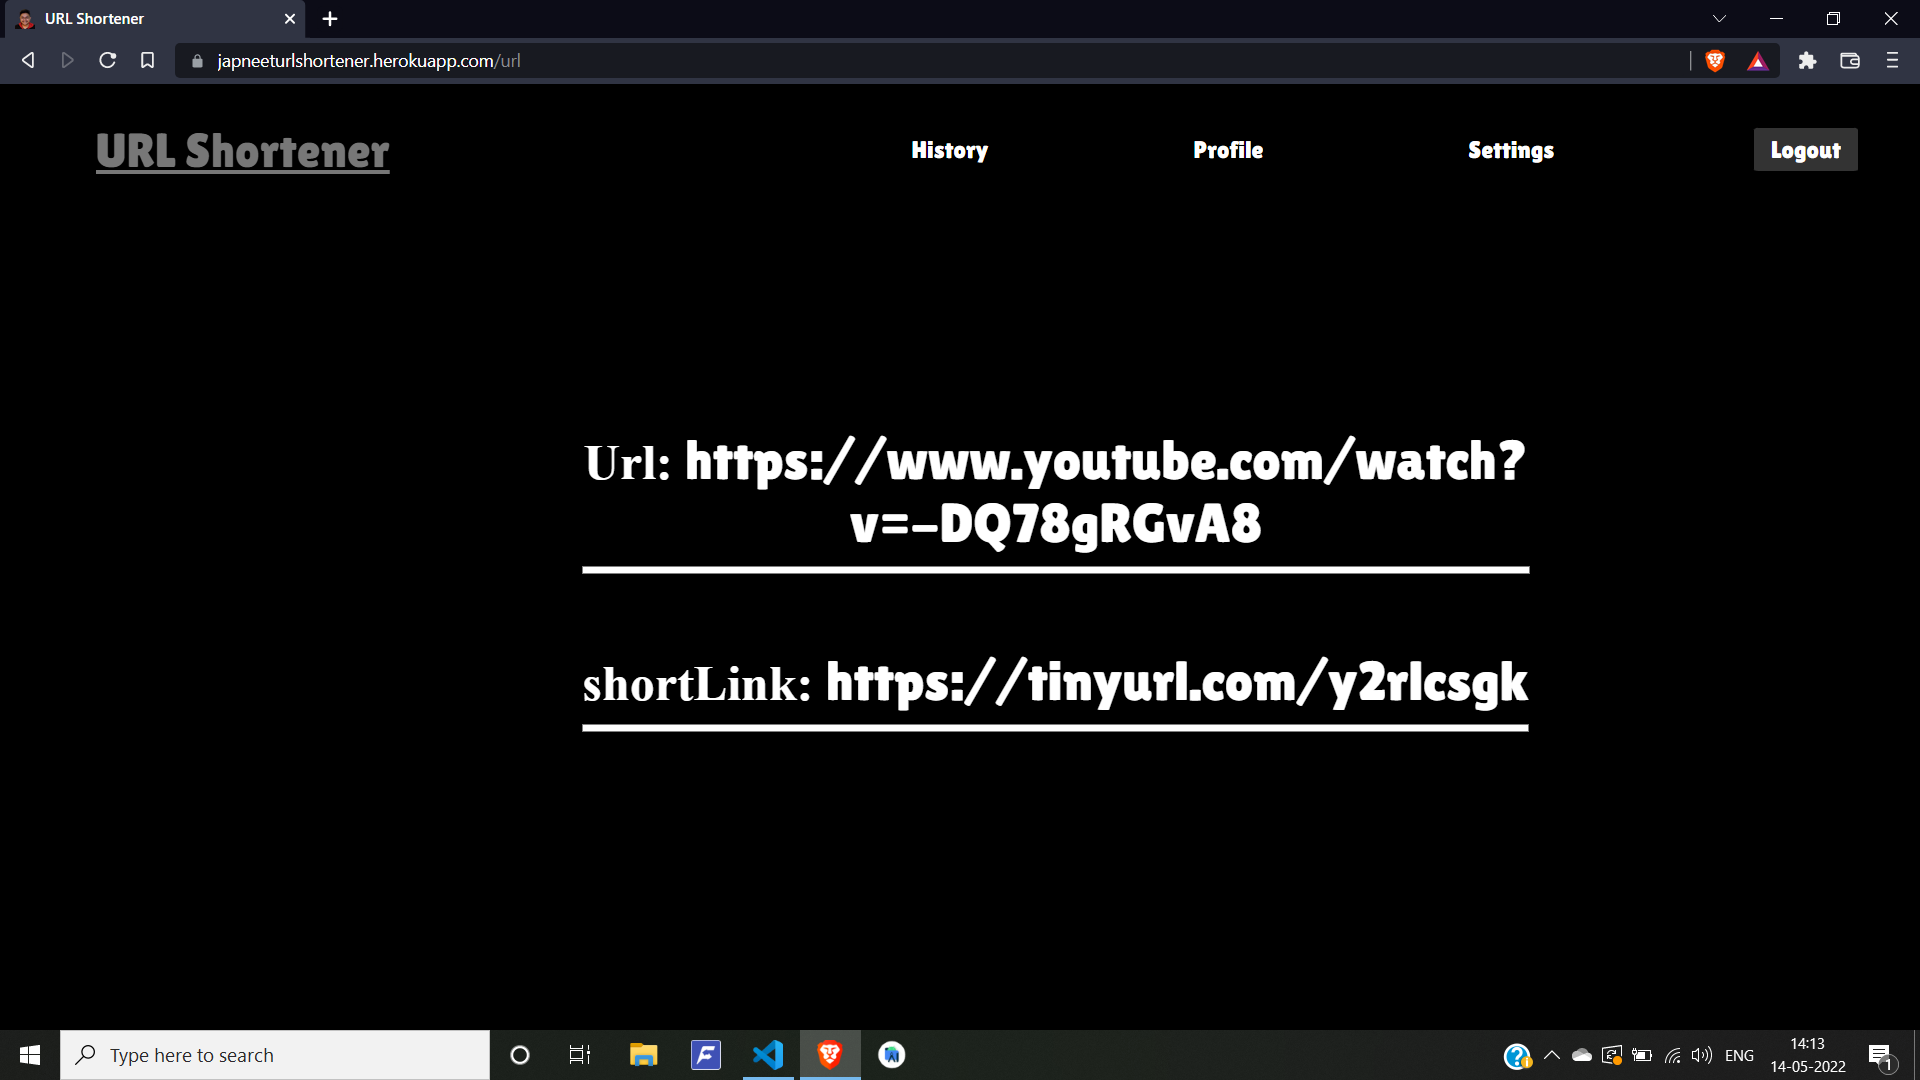 URL Shortener
japneeturlshortener.herokuapp.com/url
URL Shortener
History
Profile
Settings
Logout
Url: https://www.youtube.com/watch?
v=-DQ78gRGvA8
shortLink: https://tinyurl.com/y2rlcsgk
Type here to search
ENG
14:13
14-05-2022
1